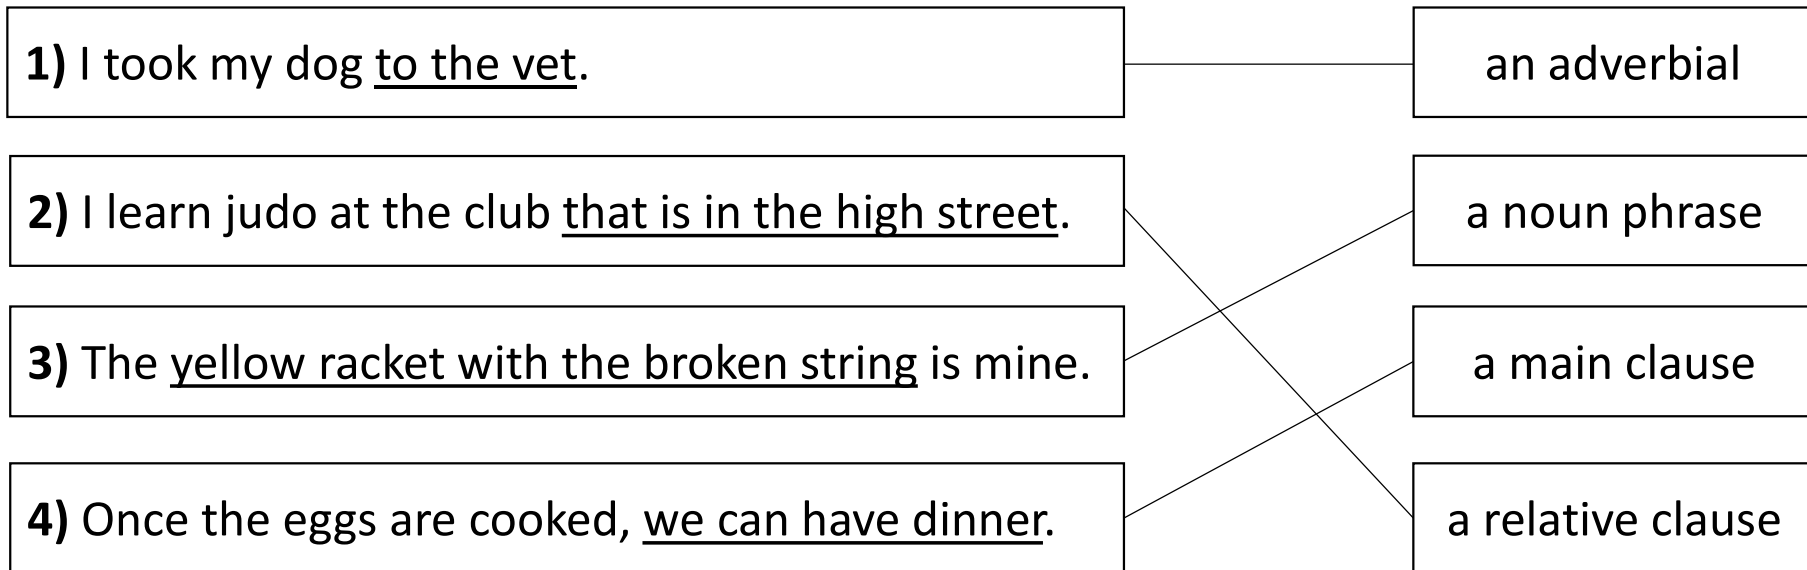 1) I took my dog to the vet.
an adverbial
2) I learn judo at the club that is in the high street.
a noun phrase
3) The yellow racket with the broken string is mine.
a main clause
4) Once the eggs are cooked, we can have dinner.
a relative clause